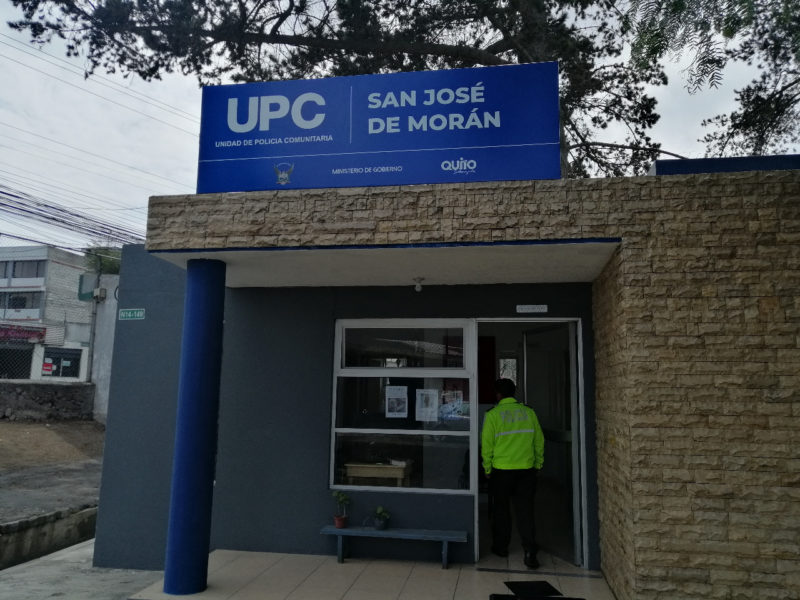 UPC
UNIDAD DE POLICÍA COMUNITARIA
SAN JOSÉ
DE MORÁN
MINISTERIO DE GOBIERNO
QUITO
N14-149